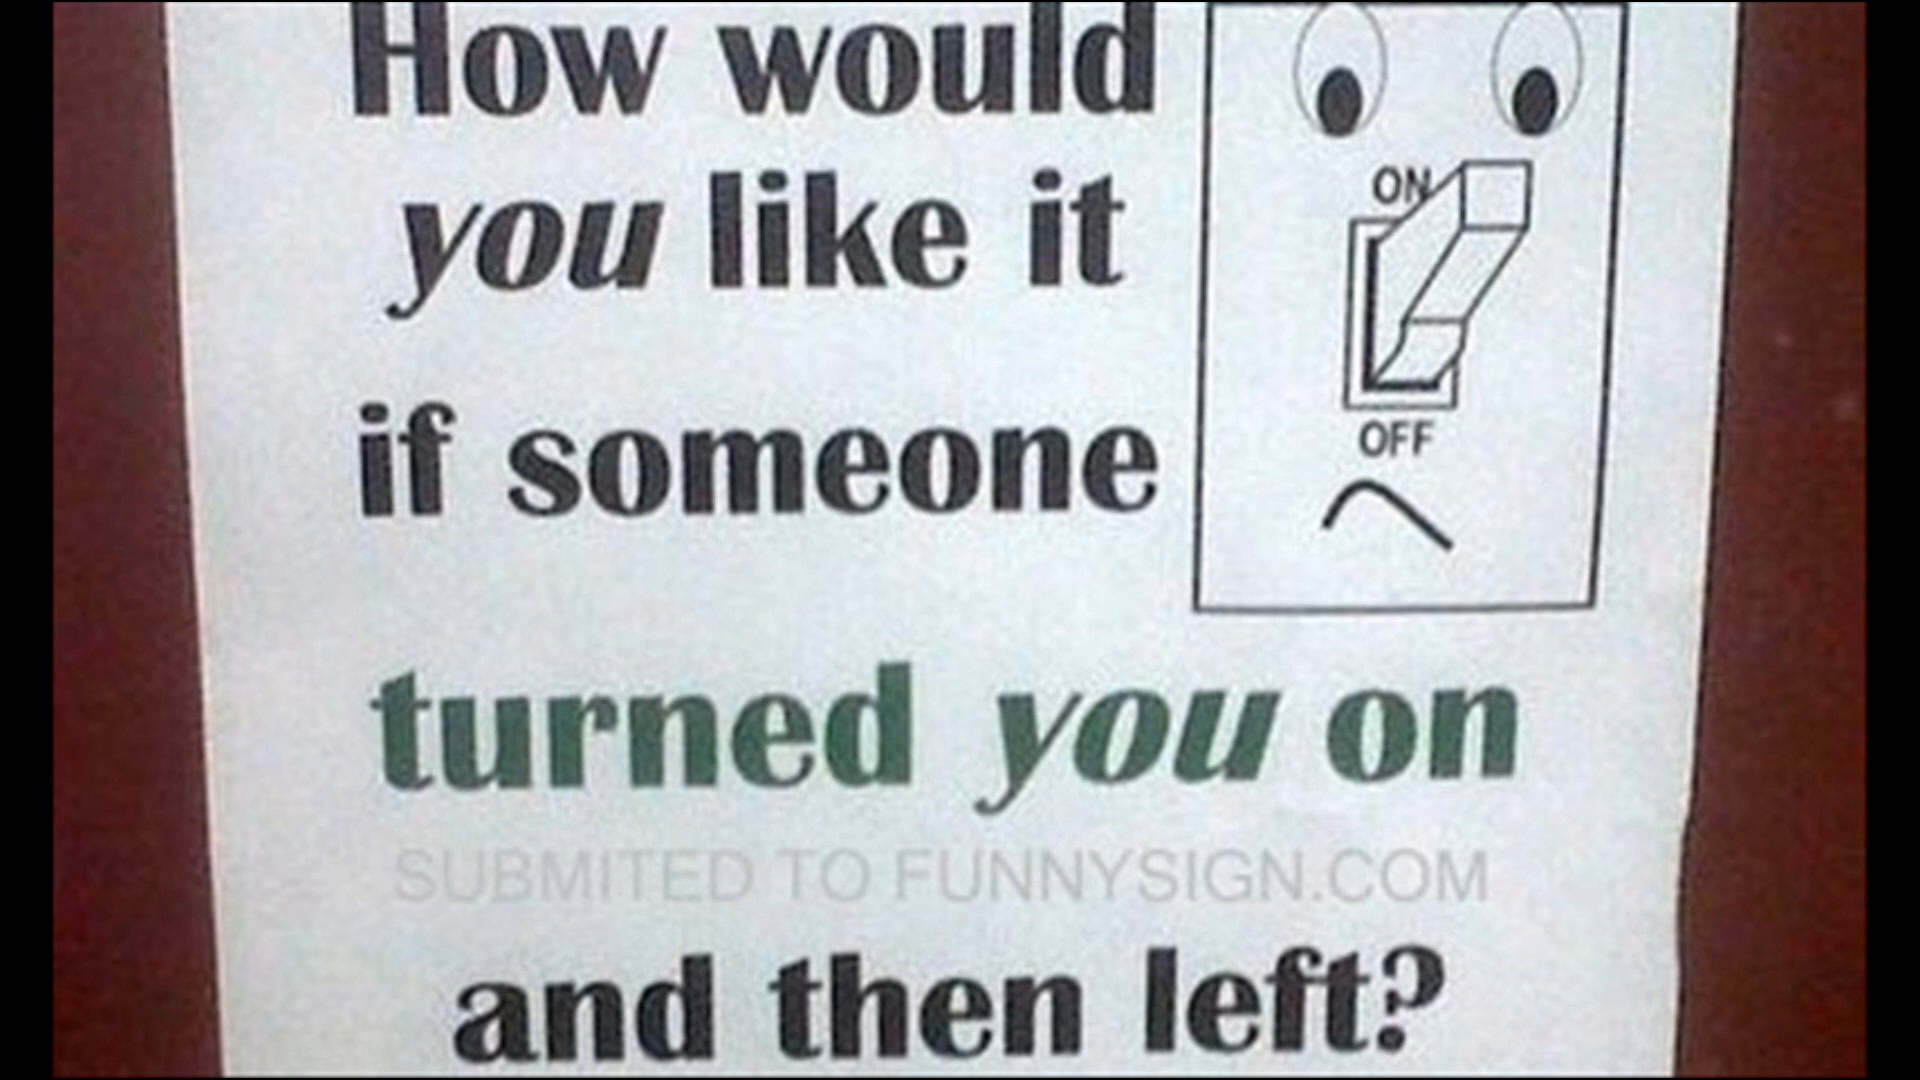 How would
you like it
ON
if someone
OFF
turned you on
SUBMITED TO FUNNYSIGN.COM
and then left?